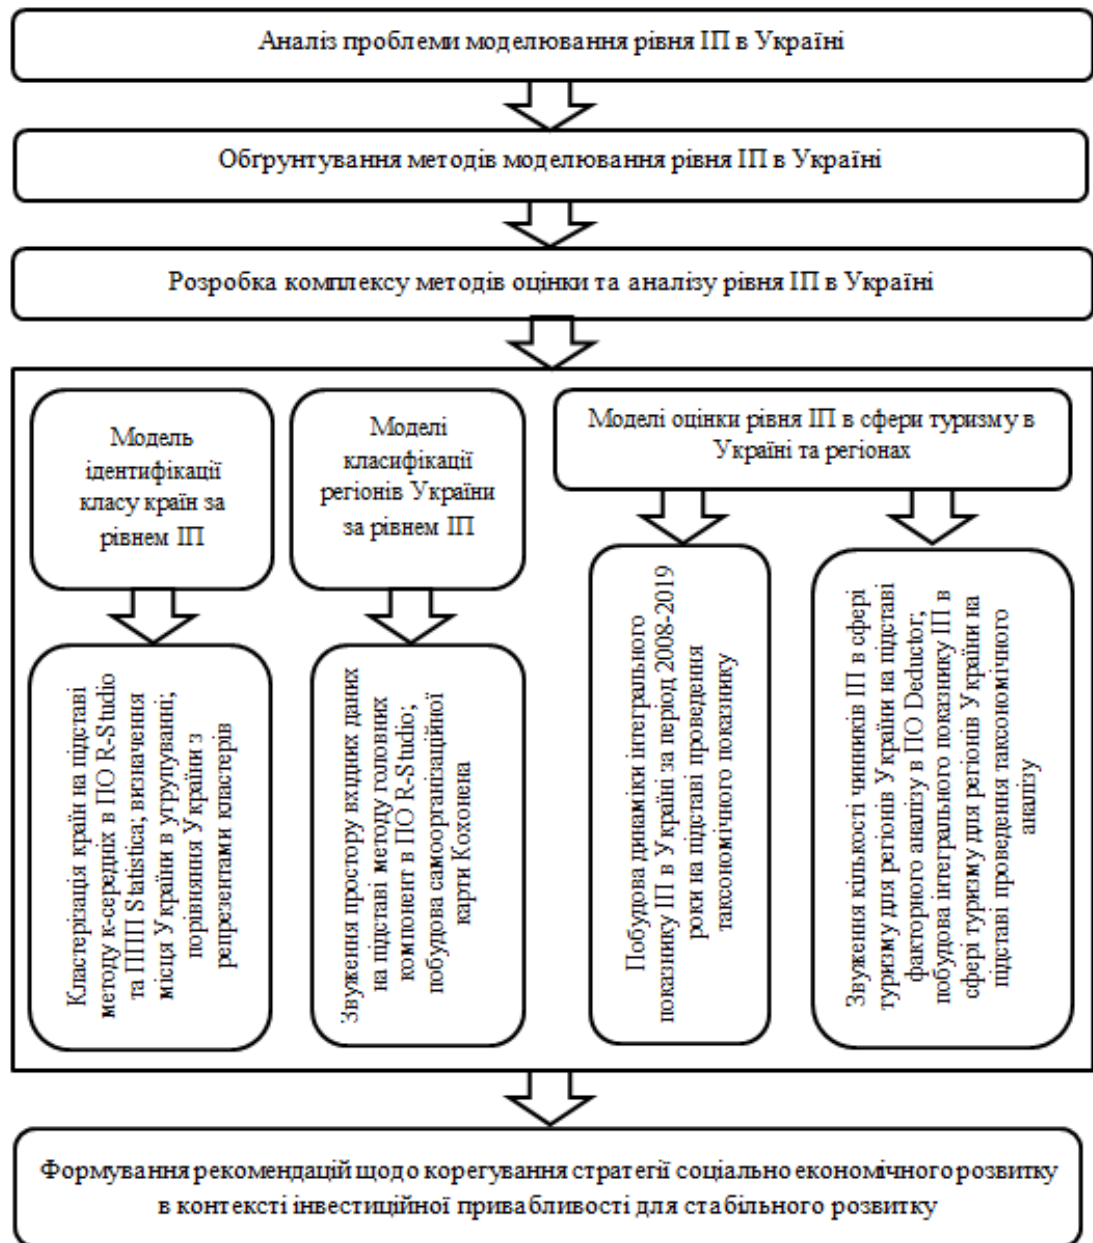 Аналіз проблеми моделювання рівня ІП в Україні
Обґрунтування методів моделювання рівня ІП в Україні
Розробка комплексу методів оцінки та аналізу рівня ІП в Україні
Модель
ідентифікації
класу країн за
рівнем ІП
Моделі
класифікації
регіонів України
за рівнем ІП
Моделі оцінки рівня ІП в сфери туризму в
Україні та регіонах
Кластерізація країн на підставі
методу к-середніх в ПО R-Studio
та ППП Statistica; визначення
місця України в угрупуванні;
порівняння України з
репрезентами кластерів
Звуження простору вхідних даних
на підставі методу головних
компонент в ПО R-Studio;
побудова самоорганізаційної
карти Кохонена
Побудова динаміки інтегрального
показнику ІП в Україні за період 2008-2019
роки на підставі проведення
таксономічного показнику
Звуження кількості чинників ІП в сфері
туризму для регіонів України на підставі
факторного аналізу в ПО Deductor;
побудова інтегрального показнику ІП в
сфері туризму для регіонів України на
підставі проведення таксономічного
аналізу
Формування рекомендацій щодо корегування стратегії соціально економічного розвитку
в контексті інвестиційної привабливості для стабільного розвитку